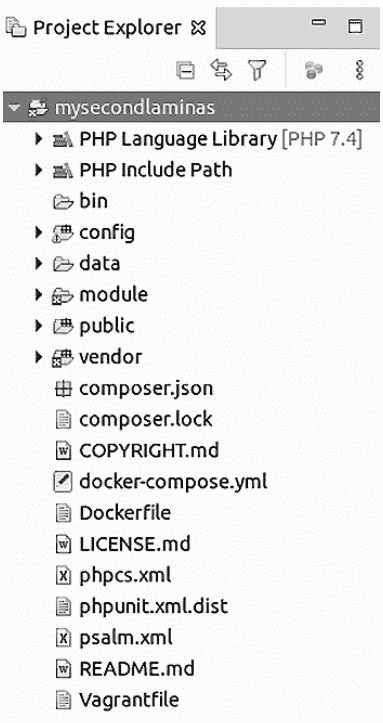 Project Explorer
mysecondlaminas
PHP Language Library [PHP 7.4]
PHP Include Path
bin
config
data
module
public
vendor
composer.json
composer.lock
COPYRIGHT.md
docker-compose.yml
Dockerfile
LICENSE.md
phpcs.xml
phpunit.xml.dist
psalm.xml
README.md
Vagrantfile